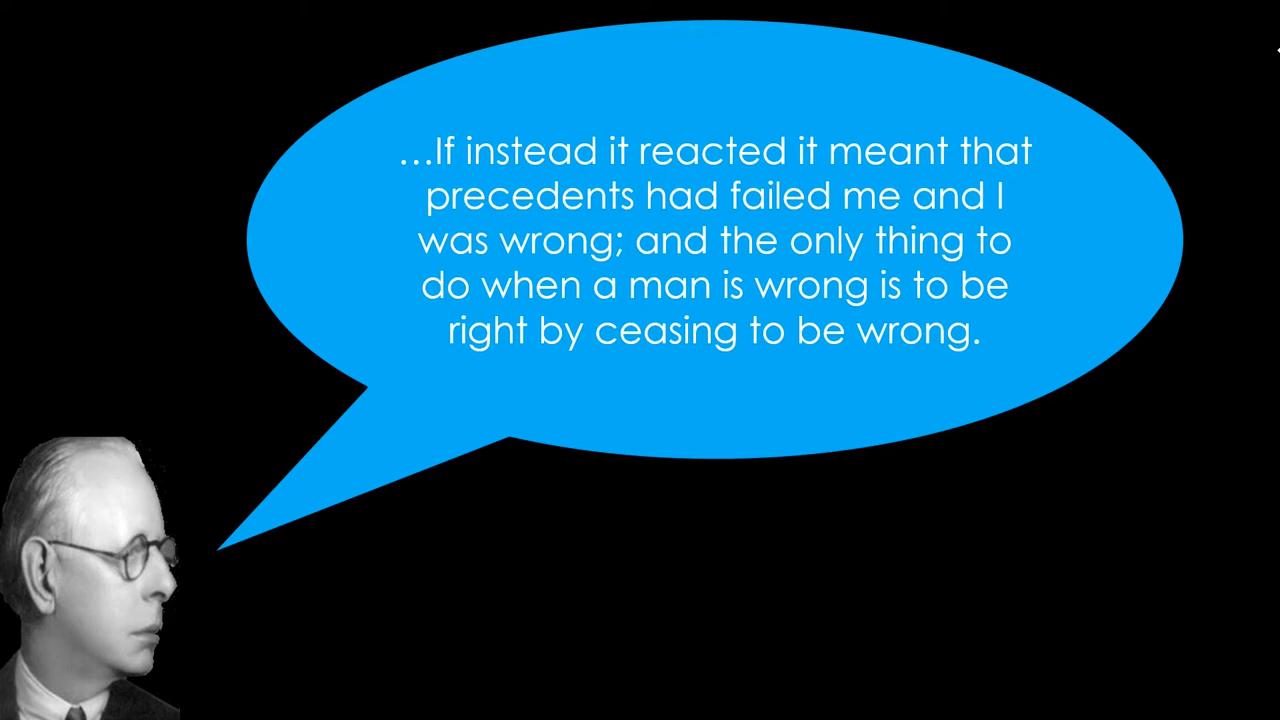 …If instead it reacted it meant that
precedents had failed me and I
was wrong; and the only thing to
do when a man is wrong is to be
right by ceasing to be wrong.